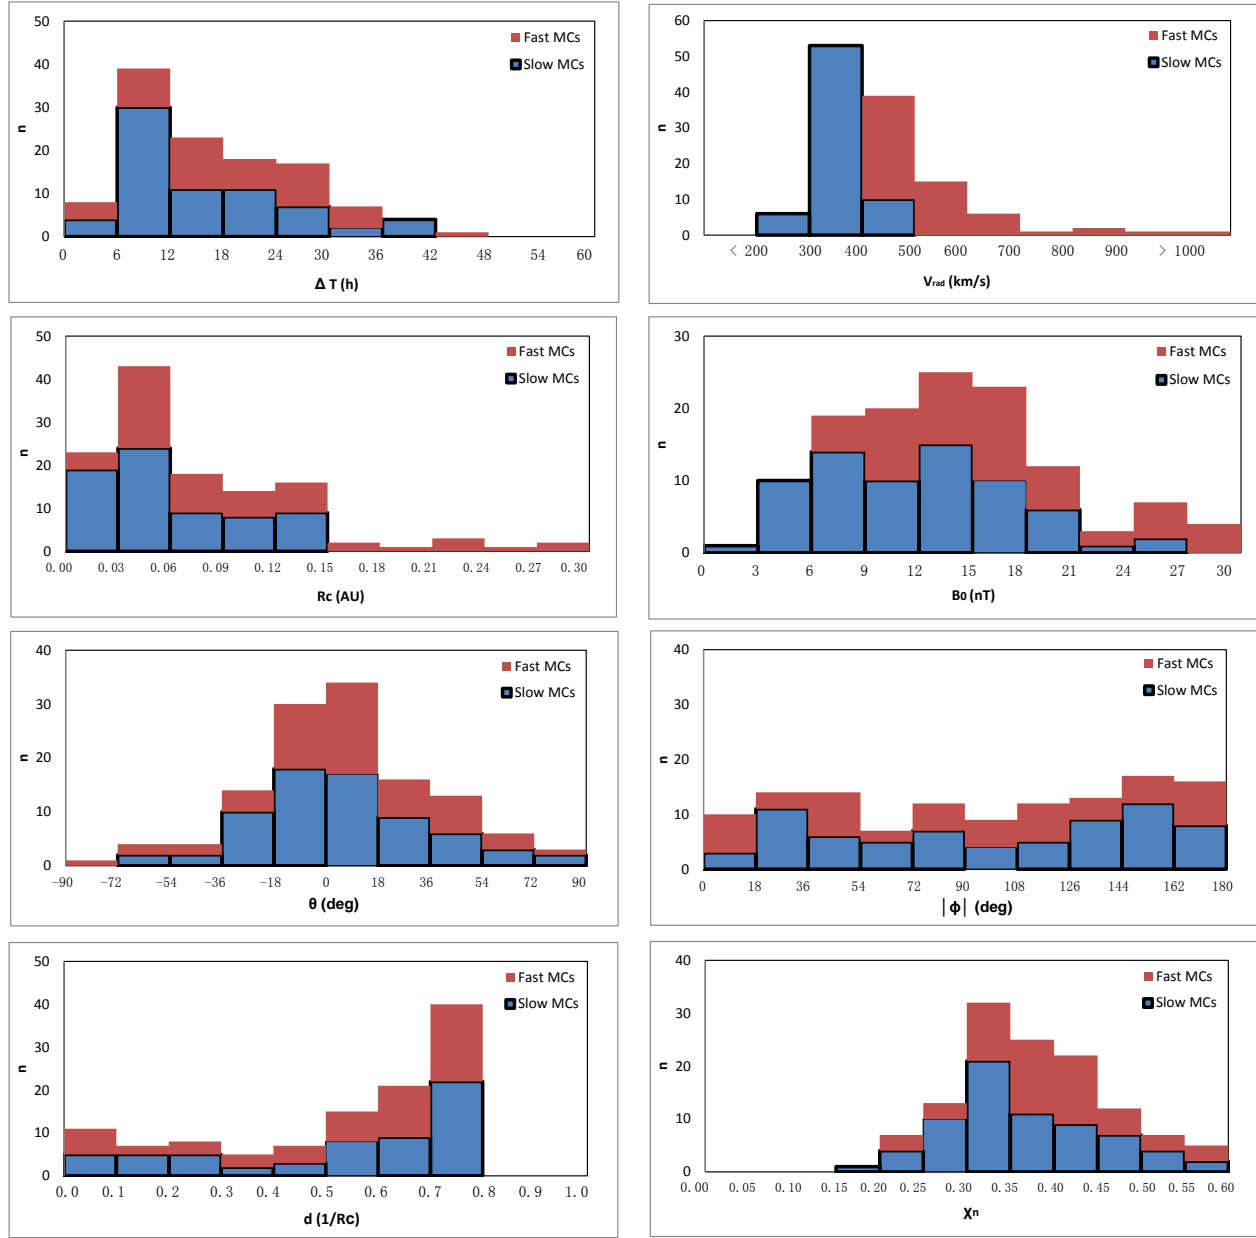 50
40
30
20
10
0
n
Fast MCs
Slow MCs
0 6 12 18 24 30 36 42 48 54 60
Δ T (h)
60
50
40
30
20
10
0
n
Fast MCs
Slow MCs
< 200 300 400 500 600 700 800 900 > 1000
Vrad (km/s)
50
40
30
20
10
0
n
Fast MCs
Slow MCs
0.00 0.03 0.06 0.09 0.12 0.15 0.18 0.21 0.24 0.27 0.30
Rc (AU)
30
20
10
0
n
Fast MCs
Slow MCs
0 3 6 9 12 15 18 21 24 27 30
B0 (nT)
40
30
20
10
0
n
Fast MCs
Slow MCs
-90 -72 -54 -36 -18 0 18 36 54 72 90
θ (deg)
40
30
20
10
0
n
Fast MCs
Slow MCs
0 18 36 54 72 90 108 126 144 162 180
|ϕ| (deg)
50
40
30
20
10
0
n
Fast MCs
Slow MCs
0.0 0.1 0.2 0.3 0.4 0.5 0.6 0.7 0.8 0.9 1.0
d (1/Rc)
40
30
20
10
0
n
Fast MCs
Slow MCs
0.00 0.05 0.10 0.15 0.20 0.25 0.30 0.35 0.40 0.45 0.50 0.55 0.60
χn